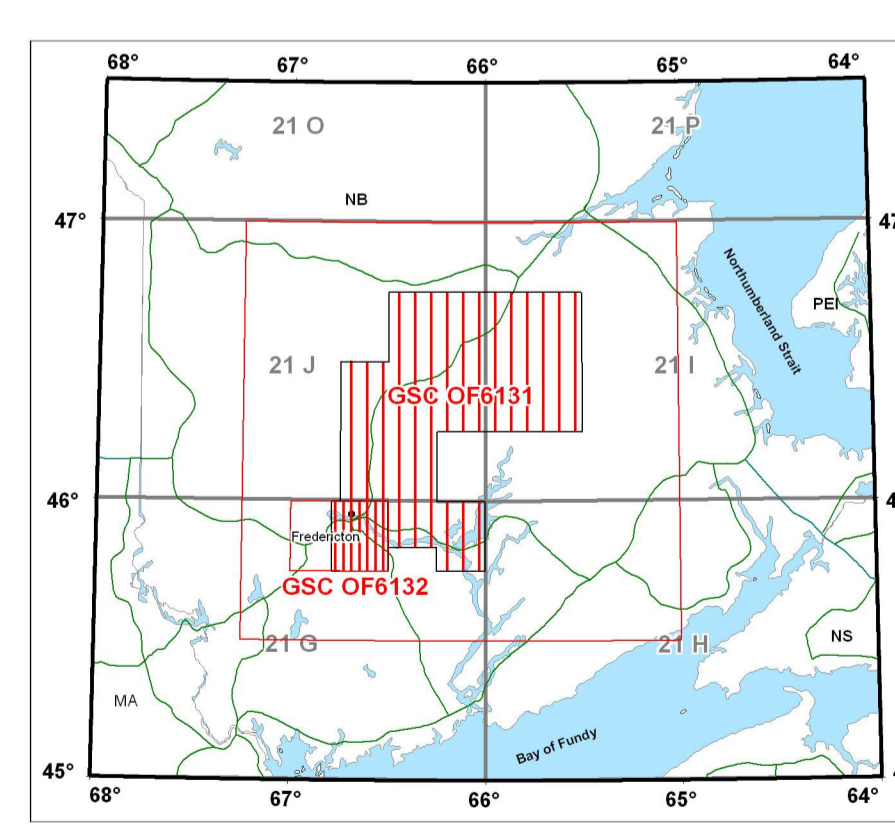 68°
67°
66°
65°
64°
21 O
21 P
NB
47°
47
Northumberland Strait
PEI
21 J
21 I
GSC OF6131
46°
4
Fredericton
GSC OF6132
21 G
21 H
NS
MA
Bay of Fundy
45°
68°
67°
66°
65°
64°